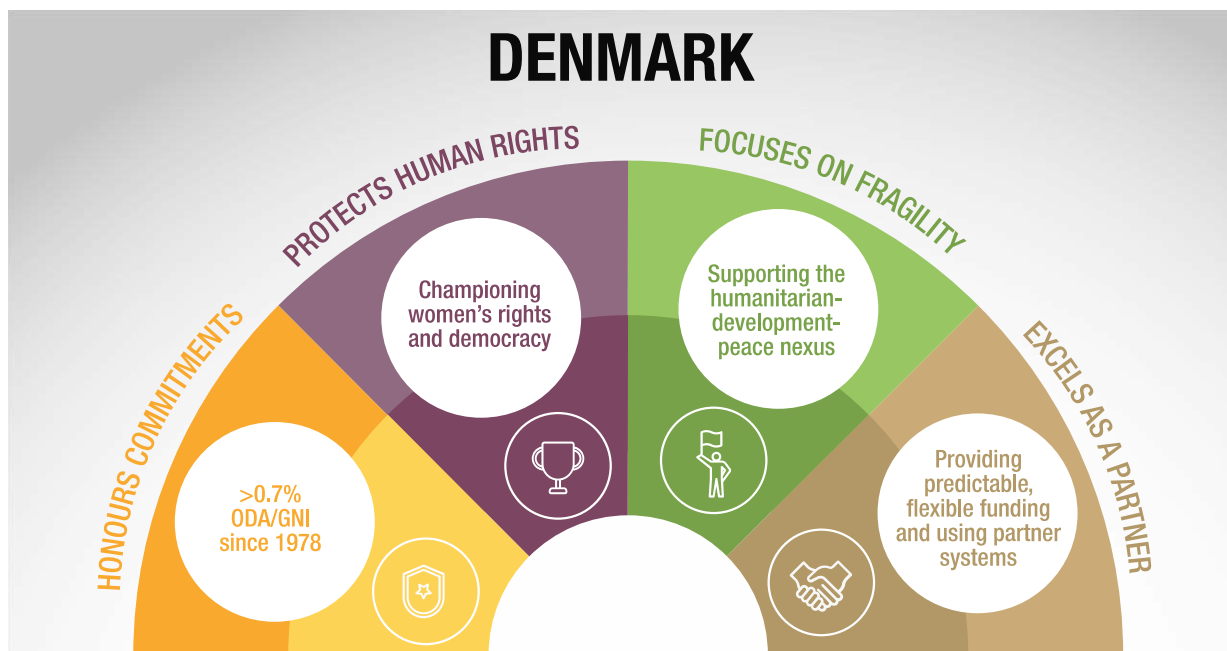 DENMARK
HONOURS COMMITMENTS
>0.7%
ODA/GNI
since 1978
PROTECTS HUMAN RIGHTS
Championing
women's rights
and democracy
FOCUSES ON FRAGILITY
Supporting the
humanitarian-
development-
peace nexus
EXCELS AS A PARTNER
Providing
predictable,
flexible funding
and using partner
systems